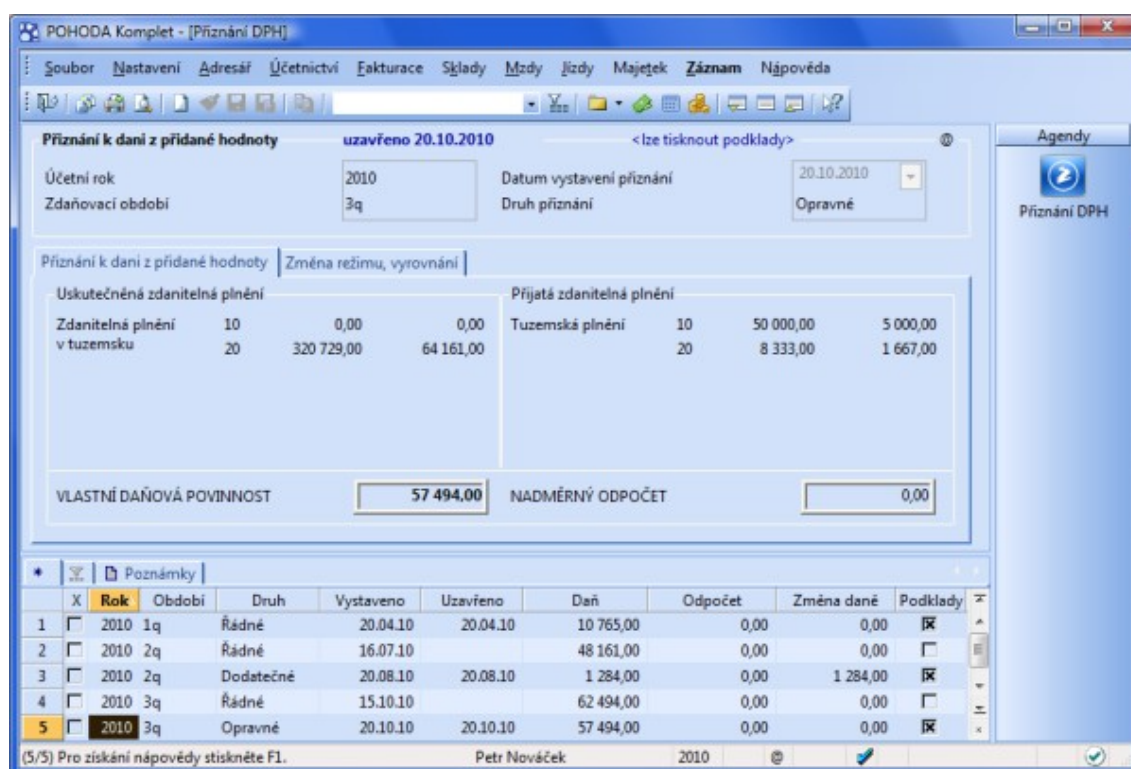 POHODA Komplet - [Přiznání DPH]
Soubor Nastavení Adresář Účetnictví Fakturace Sklady Mzdy Jízdy Majetek Záznam Nápověda
Přiznání k dani z přidané hodnoty uzavřeno 20.10.2010 <lze tisknout podklady> @
Agendy
Účetní rok 2010 Datum vystavení přiznání 20.10.2010
Zdaňovací období 3q Druh přiznání Opravné
Přiznání DPH
Přiznání k dani z přidané hodnoty Změna režimu, vyrovnání
Uskutečněná zdanitelná plnění Přijatá zdanitelná plnění
Zdanitelná plnění 10 0,00 0,00 Tuzemská plnění 10 50 000,00 5 000,00
v tuzemsku 20 320 729,00 64 161,00 20 8 333,00 1 667,00
VLASTNÍ DAŇOVÁ POVINNOST 57 494,00 NADMĚRNÝ ODPOČET 0,00
* Poznámky
X Rok Období Druh Vystaveno Uzavřeno Daň Odpočet Změna daně Podklady
1 2010 1q Řádné 20.04.10 20.04.10 10 765,00 0,00 0,00
2 2010 2q Řádné 16.07.10 48 161,00 0,00 0,00
3 2010 2q Dodatečné 20.08.10 20.08.10 1 284,00 0,00 1 284,00
4 2010 3q Řádné 15.10.10 62 494,00 0,00 0,00
5 2010 3q Opravné 20.10.10 20.10.10 57 494,00 0,00 0,00
(5/5) Pro získání nápovědy stiskněte F1. Petr Nováček 2010 @